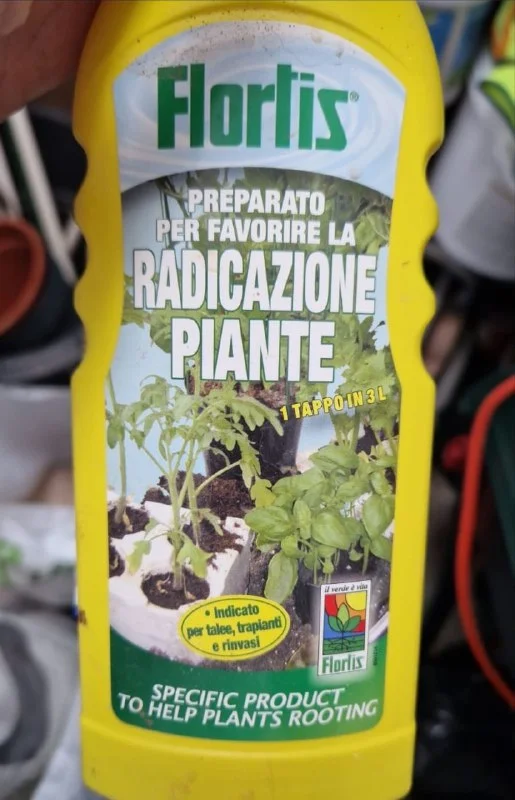 Flortis®
PREPARATO
PER FAVORIRE LA
RADICAZIONE
PIANTE
1 TAPPO IN 3 L
• Indicato
per talee, trapianti
e rinvasi
il verde è vita
Flortis®
SPECIFIC PRODUCT
TO HELP PLANTS ROOTING